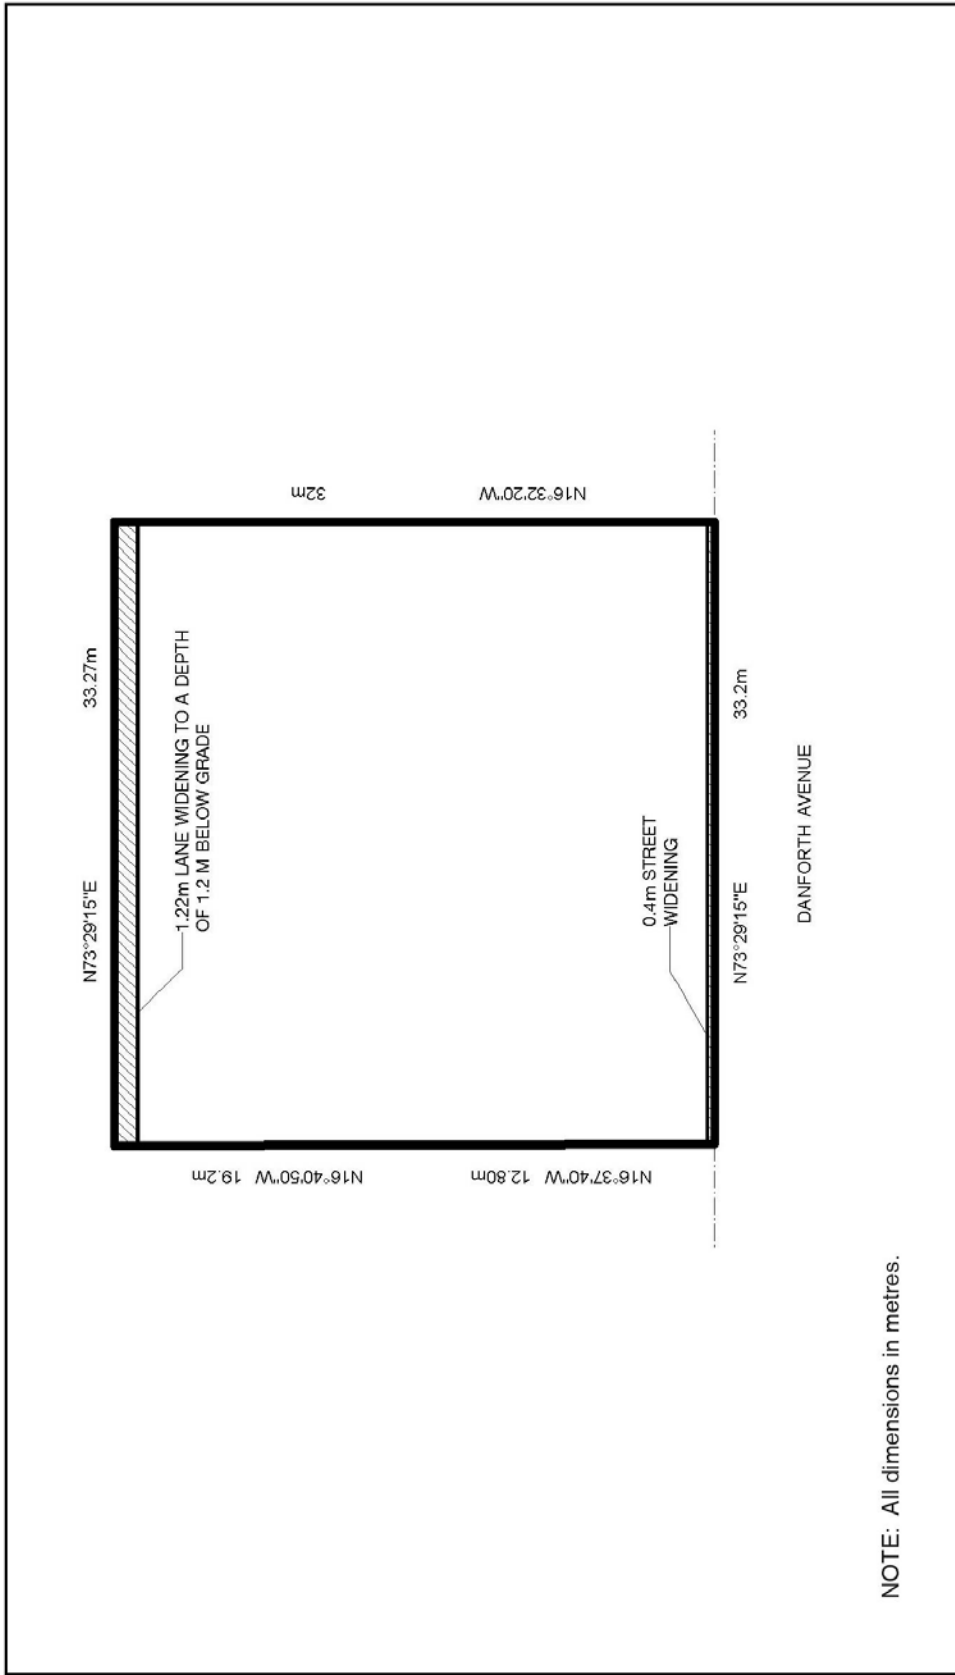 N73°29'15"E 33.27m
1.22m LANE WIDENING TO A DEPTH
OF 1.2 M BELOW GRADE
N16°40'50"W 19.2m
N16°37'40"W 12.80m
32m
N16°32'20"W
0.4m STREET
WIDENING
N73°29'15"E 33.2m
DANFORTH AVENUE
NOTE: All dimensions in metres.